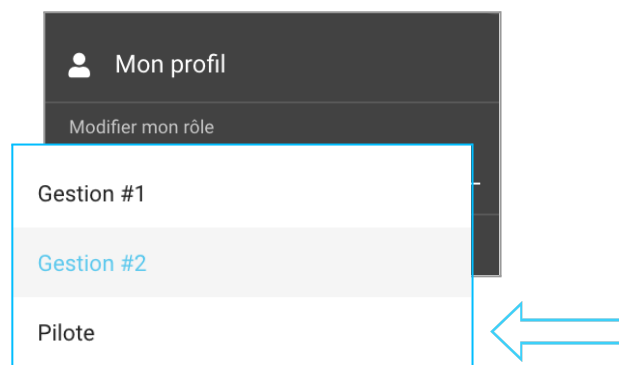 Mon profil
Modifier mon rôle
Gestion #1
Gestion #2
Pilote